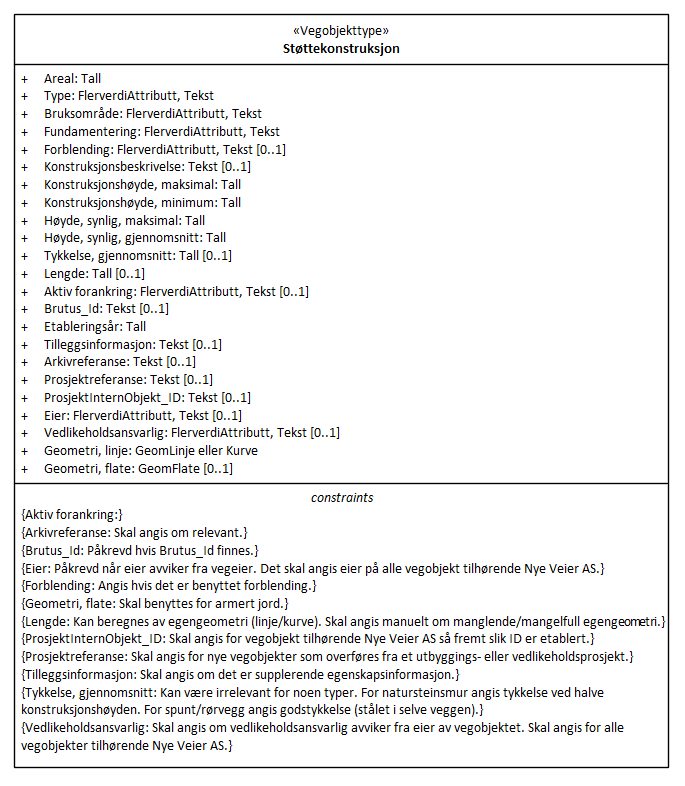 «Vegobjekttype»
Støttekonstruksjon
+ Areal: Tall
+ Type: FlerverdiAttributt, Tekst
+ Bruksområde: FlerverdiAttributt, Tekst
+ Fundamentering: FlerverdiAttributt, Tekst
+ Forblending: FlerverdiAttributt, Tekst [0..1]
+ Konstruksjonsbeskrivelse: Tekst [0..1]
+ Konstruksjonshøyde, maksimal: Tall
+ Konstruksjonshøyde, minimum: Tall
+ Høyde, synlig, maksimal: Tall
+ Høyde, synlig, gjennomsnitt: Tall
+ Tykkelse, gjennomsnitt: Tall [0..1]
+ Lengde: Tall [0..1]
+ Aktiv forankring: FlerverdiAttributt, Tekst [0..1]
+ Brutus_Id: Tekst [0..1]
+ Etableringsår: Tall
+ Tilleggsinformasjon: Tekst [0..1]
+ Arkivreferanse: Tekst [0..1]
+ Prosjektreferanse: Tekst [0..1]
+ ProsjektInternObjekt_ID: Tekst [0..1]
+ Eier: FlerverdiAttributt, Tekst [0..1]
+ Vedlikeholdsansvarlig: FlerverdiAttributt, Tekst [0..1]
+ Geometri, linje: GeomLinje eller Kurve
+ Geometri, flate: GeomFlate [0..1]
constraints
{Aktiv forankring:}
{Arkivreferanse: Skal angis om relevant.}
{Brutus_Id: Påkrevd hvis Brutus_Id finnes.}
{Eier: Påkrevd når eier avviker fra vegeier. Det skal angis eier på alle vegobjekt tilhørende Nye Veier AS.}
{Forblending: Angis hvis det er benyttet forblending.}
{Geometri, flate: Skal benyttes for armert jord.}
{Lengde: Kan beregnes av egengeometri (linje/kurve). Skal angis manuelt om manglende/mangelfull egengeometri.}
{ProsjektInternObjekt_ID: Skal angis for vegobjekt tilhørende Nye Veier AS så fremt slik ID er etablert.}
{Prosjektreferanse: Skal angis for nye vegobjekter som overføres fra et utbyggings- eller vedlikeholdsprosjekt.}
{Tilleggsinformasjon: Skal angis om det er supplerende egenskapsinformasjon.}
{Tykkelse, gjennomsnitt: Kan være irrelevant for noen typer. For natursteinsmur angis tykkelse ved halve
konstruksjonshøyden. For spunt/rørvegg angis godstykkelse (stålet i selve veggen).}
{Vedlikeholdsansvarlig: Skal angis om vedlikeholdsansvarlig avviker fra eier av vegobjektet. Skal angis for alle
vegobjekter tilhørende Nye Veier AS.}